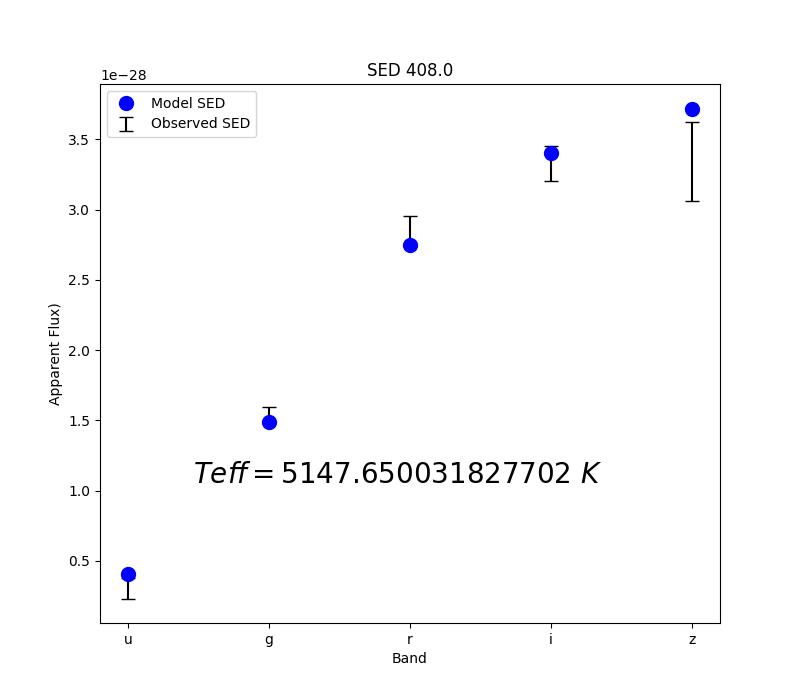 SED 408.0
1e−28
Model SED
Observed SED
3.5
3.0
2.5
2.0
1.5
1.0
0.5
Apparent Flux)
Teff = 5147.650031827702 K
u g r i z
Band